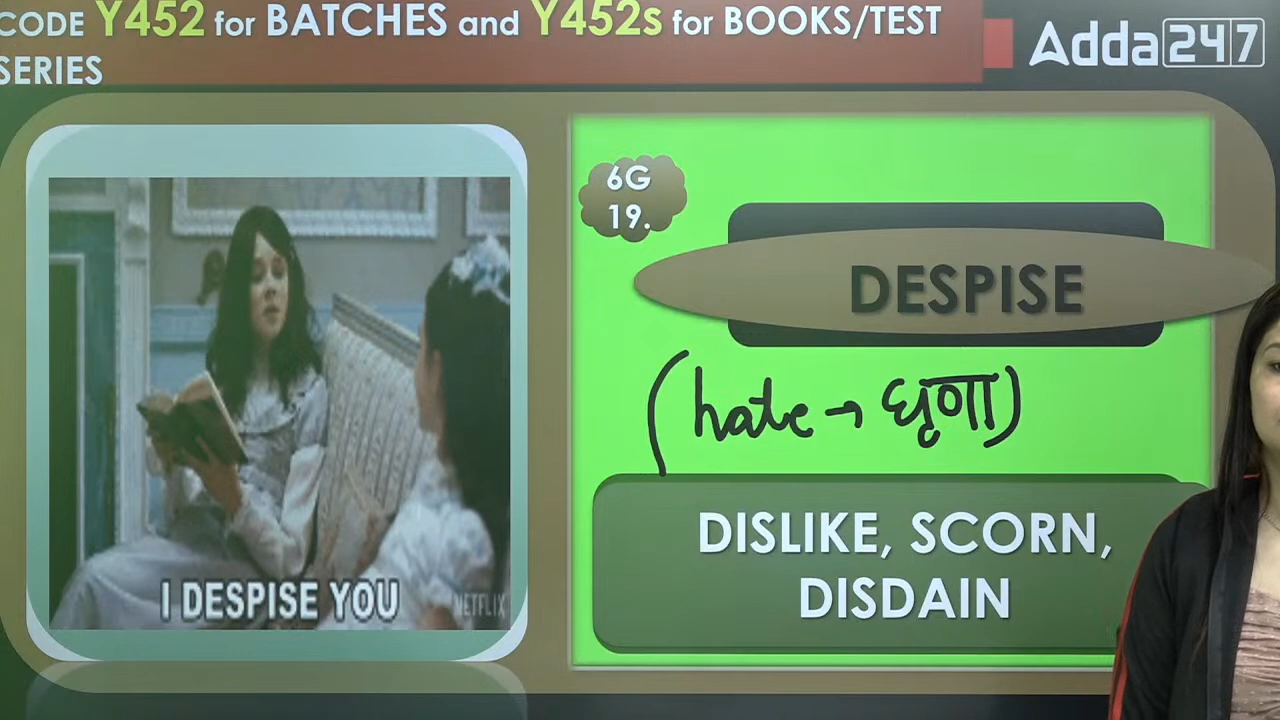 CODE Y452 for BATCHES and Y452s for BOOKS/TEST
SERIES
Adda247
6G
19.
DESPISE
(hate → घृणा)
DISLIKE, SCORN,
DISDAIN
I DESPISE YOU
NETFLIX